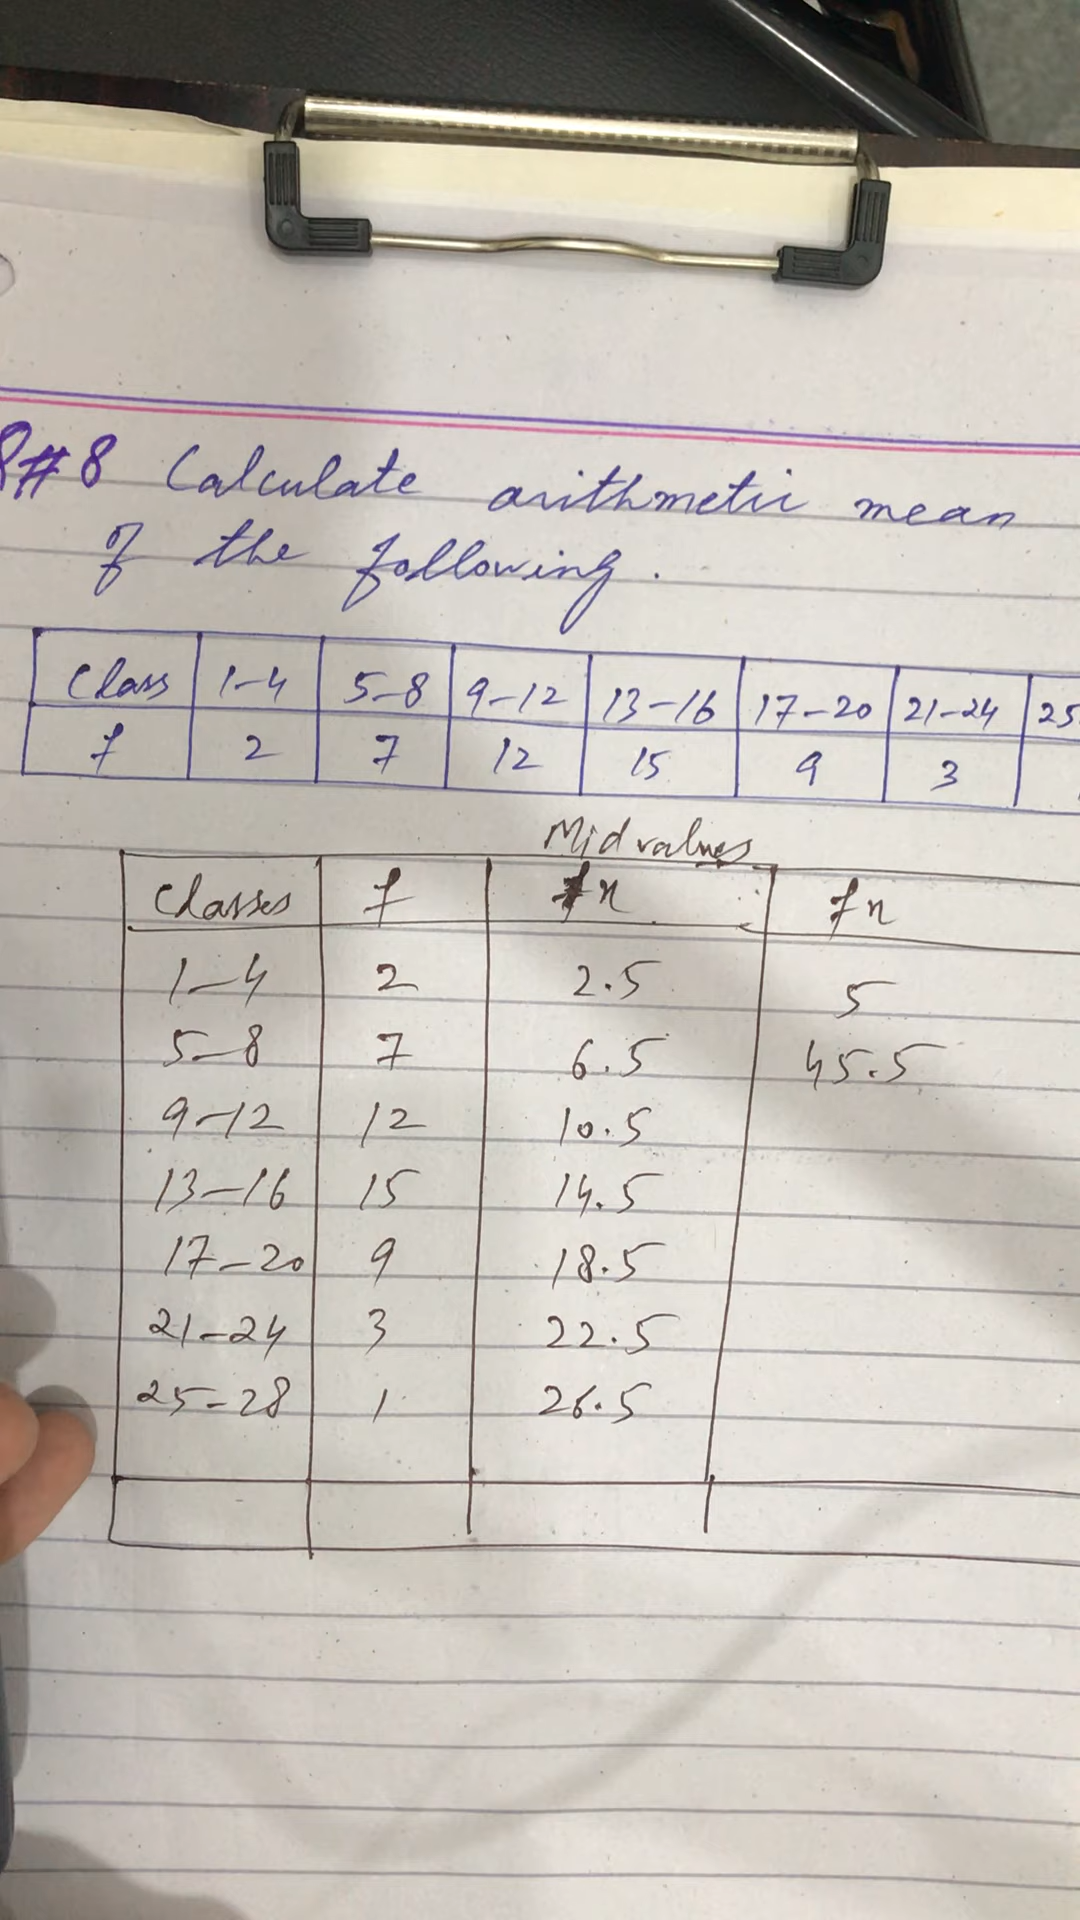 Q#8 Calculate arithmetic mean
of the following.
Class 1-4 5-8 9-12 13-16 17-20 21-24 25
f 2 7 12 15 9 3
Mid values
Classes f x fx
1-4 2 2.5 5
5-8 7 6.5 45.5
9-12 12 10.5
13-16 15 14.5
17-20 9 18.5
21-24 3 22.5
25-28 1 26.5